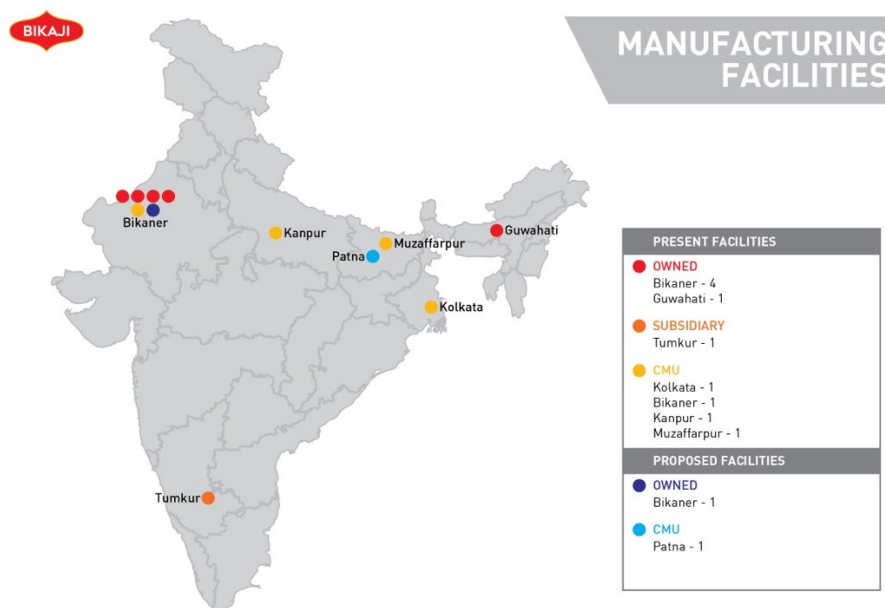 BIKAJI
MANUFACTURING
FACILITIES
Bikaner
Kanpur
Muzaffarpur
Patna
Guwahati
Kolkata
Tumkur
PRESENT FACILITIES
OWNED
Bikaner - 4
Guwahati - 1
SUBSIDIARY
Tumkur - 1
CMU
Kolkata - 1
Bikaner - 1
Kanpur - 1
Muzaffarpur - 1
PROPOSED FACILITIES
OWNED
Bikaner - 1
CMU
Patna - 1